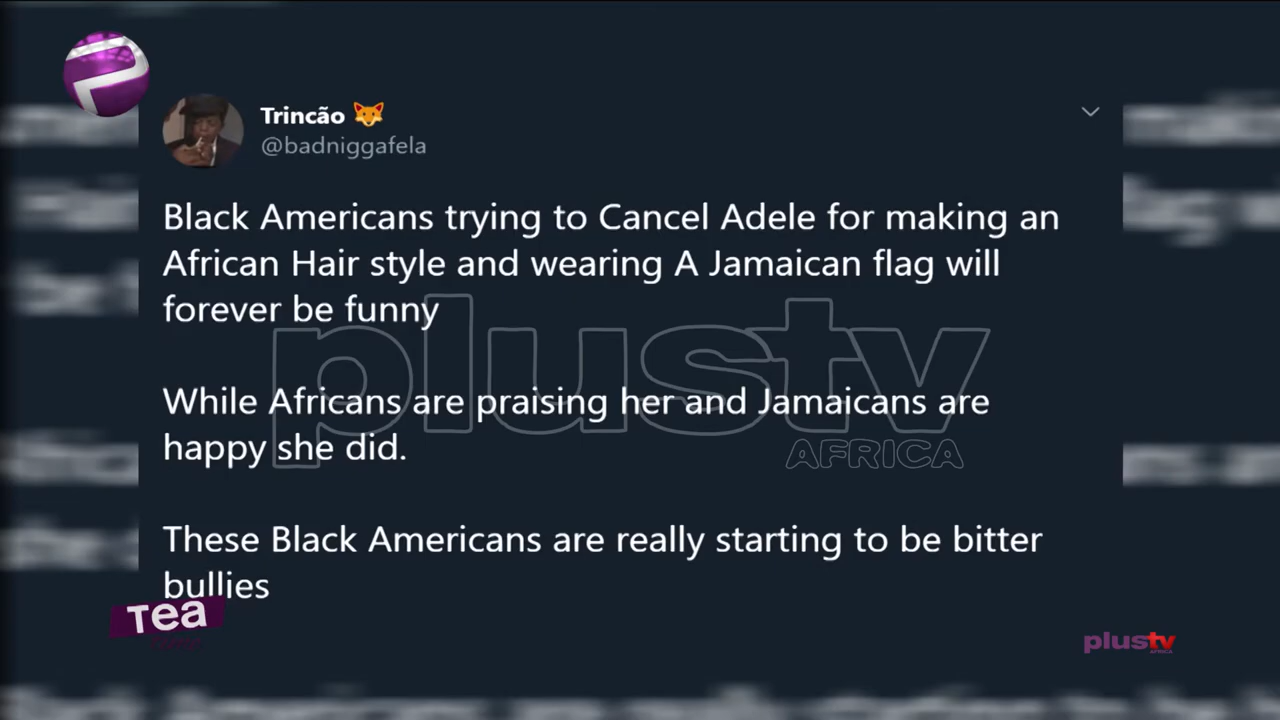 Trincão
@badniggafela
Black Americans trying to Cancel Adele for making an
African Hair style and wearing A Jamaican flag will
forever be funny
While Africans are praising her and Jamaicans are
happy she did.
These Black Americans are really starting to be bitter
bullies
plustv
AFRICA
Tea
plustv
AFRICA